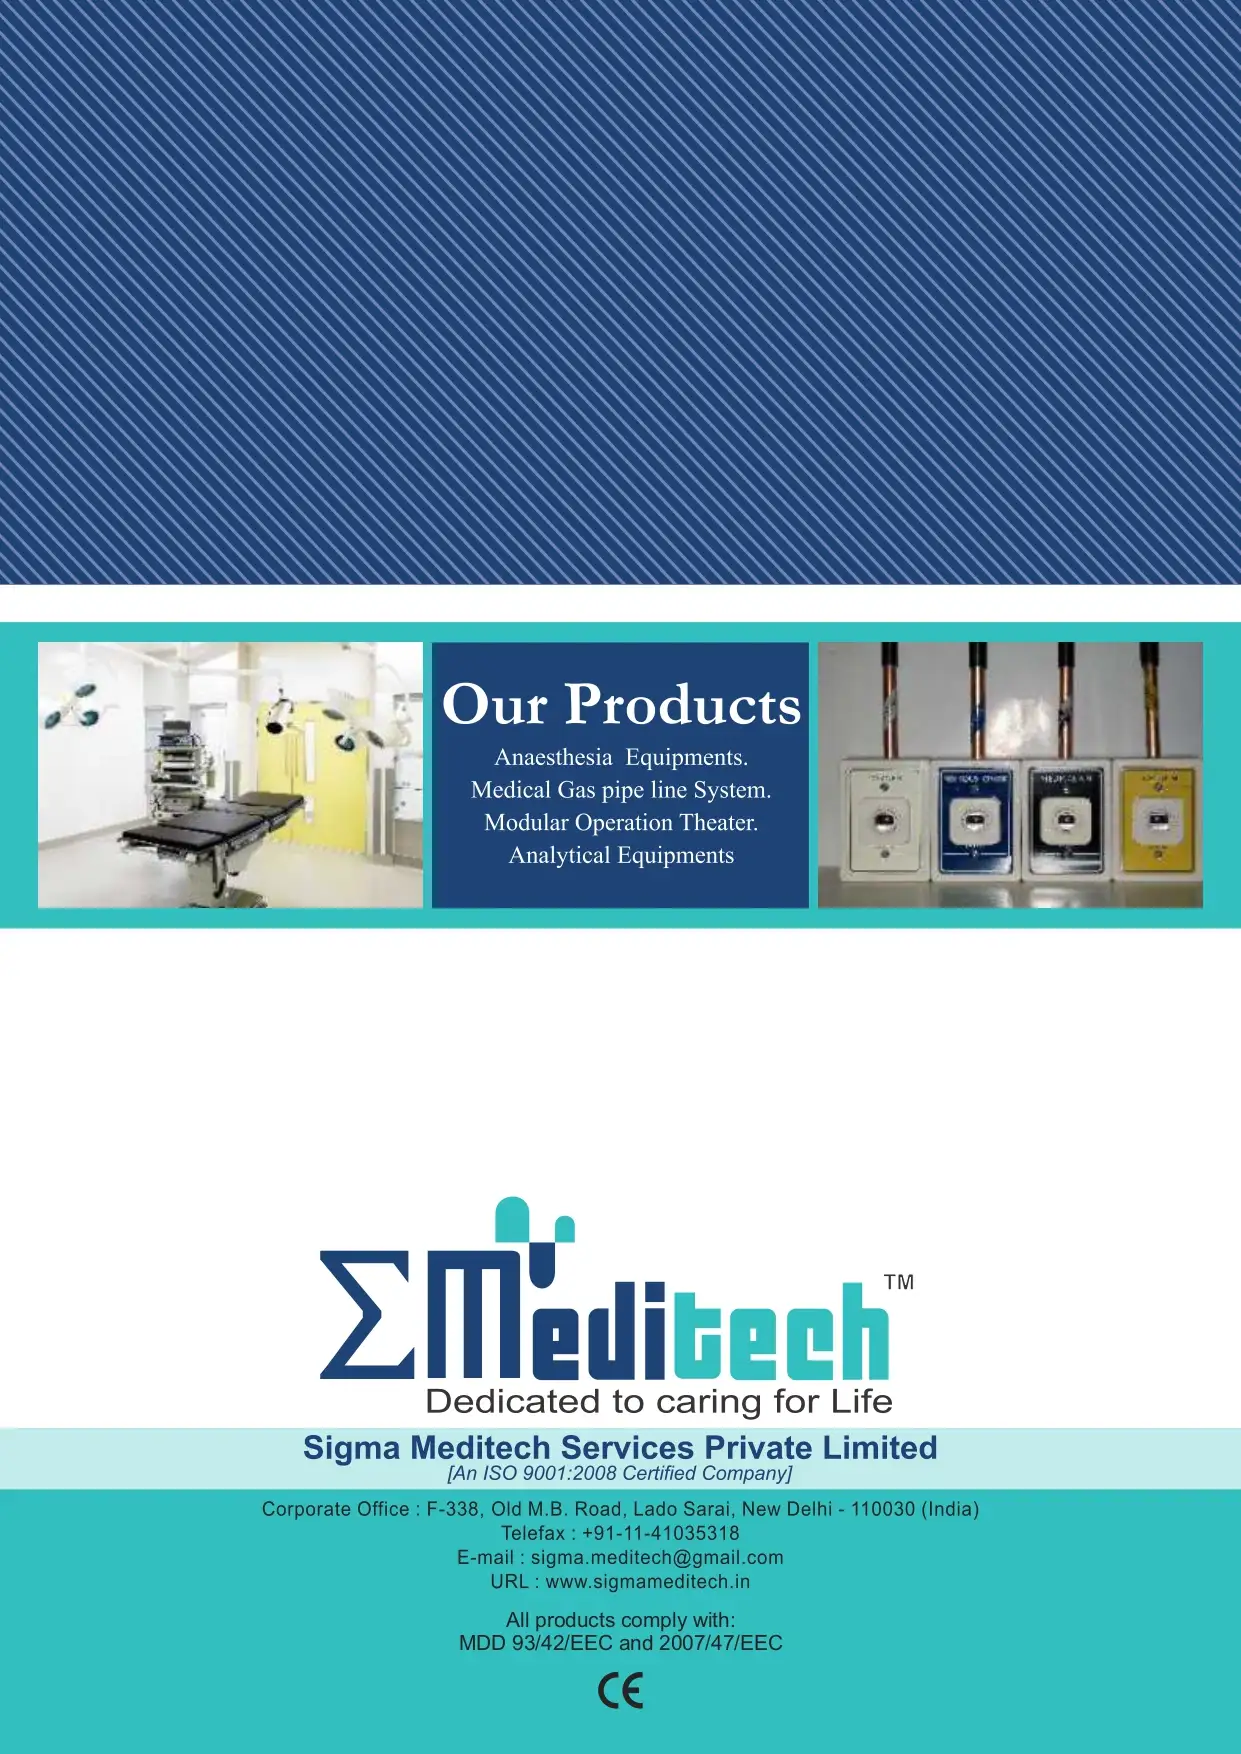 Our Products
Anaesthesia Equipments.
Medical Gas pipe line System.
Modular Operation Theater.
Analytical Equipments
ΣMeditech™
Dedicated to caring for Life
Sigma Meditech Services Private Limited
[An ISO 9001:2008 Certified Company]
Corporate Office : F-338, Old M.B. Road, Lado Sarai, New Delhi - 110030 (India)
Telefax : +91-11-41035318
E-mail : sigma.meditech@gmail.com
URL : www.sigmameditech.in
All products comply with:
MDD 93/42/EEC and 2007/47/EEC
CE